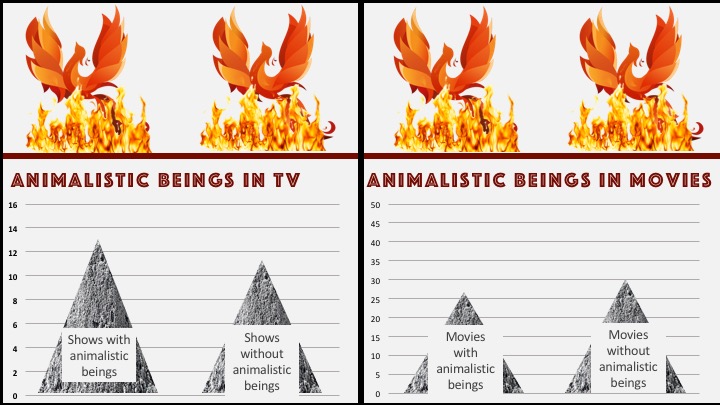 ANIMALISTIC BEINGS IN TV
16
14
12
10
8
6
4
2
0
Shows with
animalistic
beings
Shows
without
animalistic
beings
ANIMALISTIC BEINGS IN MOVIES
50
45
40
35
30
25
20
15
10
5
0
Movies
with
animalistic
beings
Movies
without
animalistic
beings